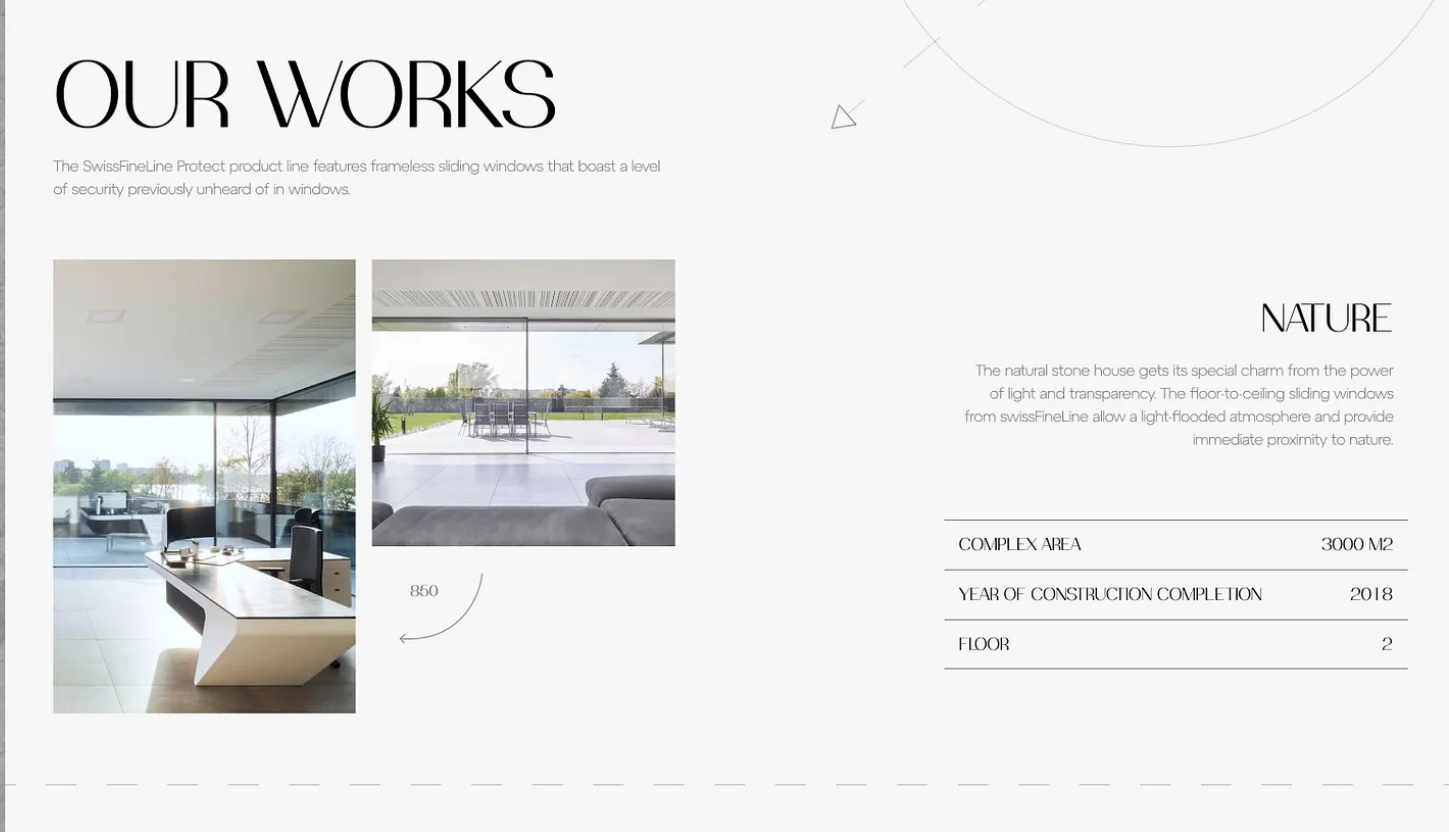 OUR WORKS
The SwissFineLine Protect product line features frameless sliding windows that boast a level
of security previously unheard of in windows.
850
NATURE
The natural stone house gets its special charm from the power
of light and transparency. The floor-to-ceiling sliding windows
from swissFineLine allow a light-flooded atmosphere and provide
immediate proximity to nature.
COMPLEX AREA 3000 M2
YEAR OF CONSTRUCTION COMPLETION 2018
FLOOR 2